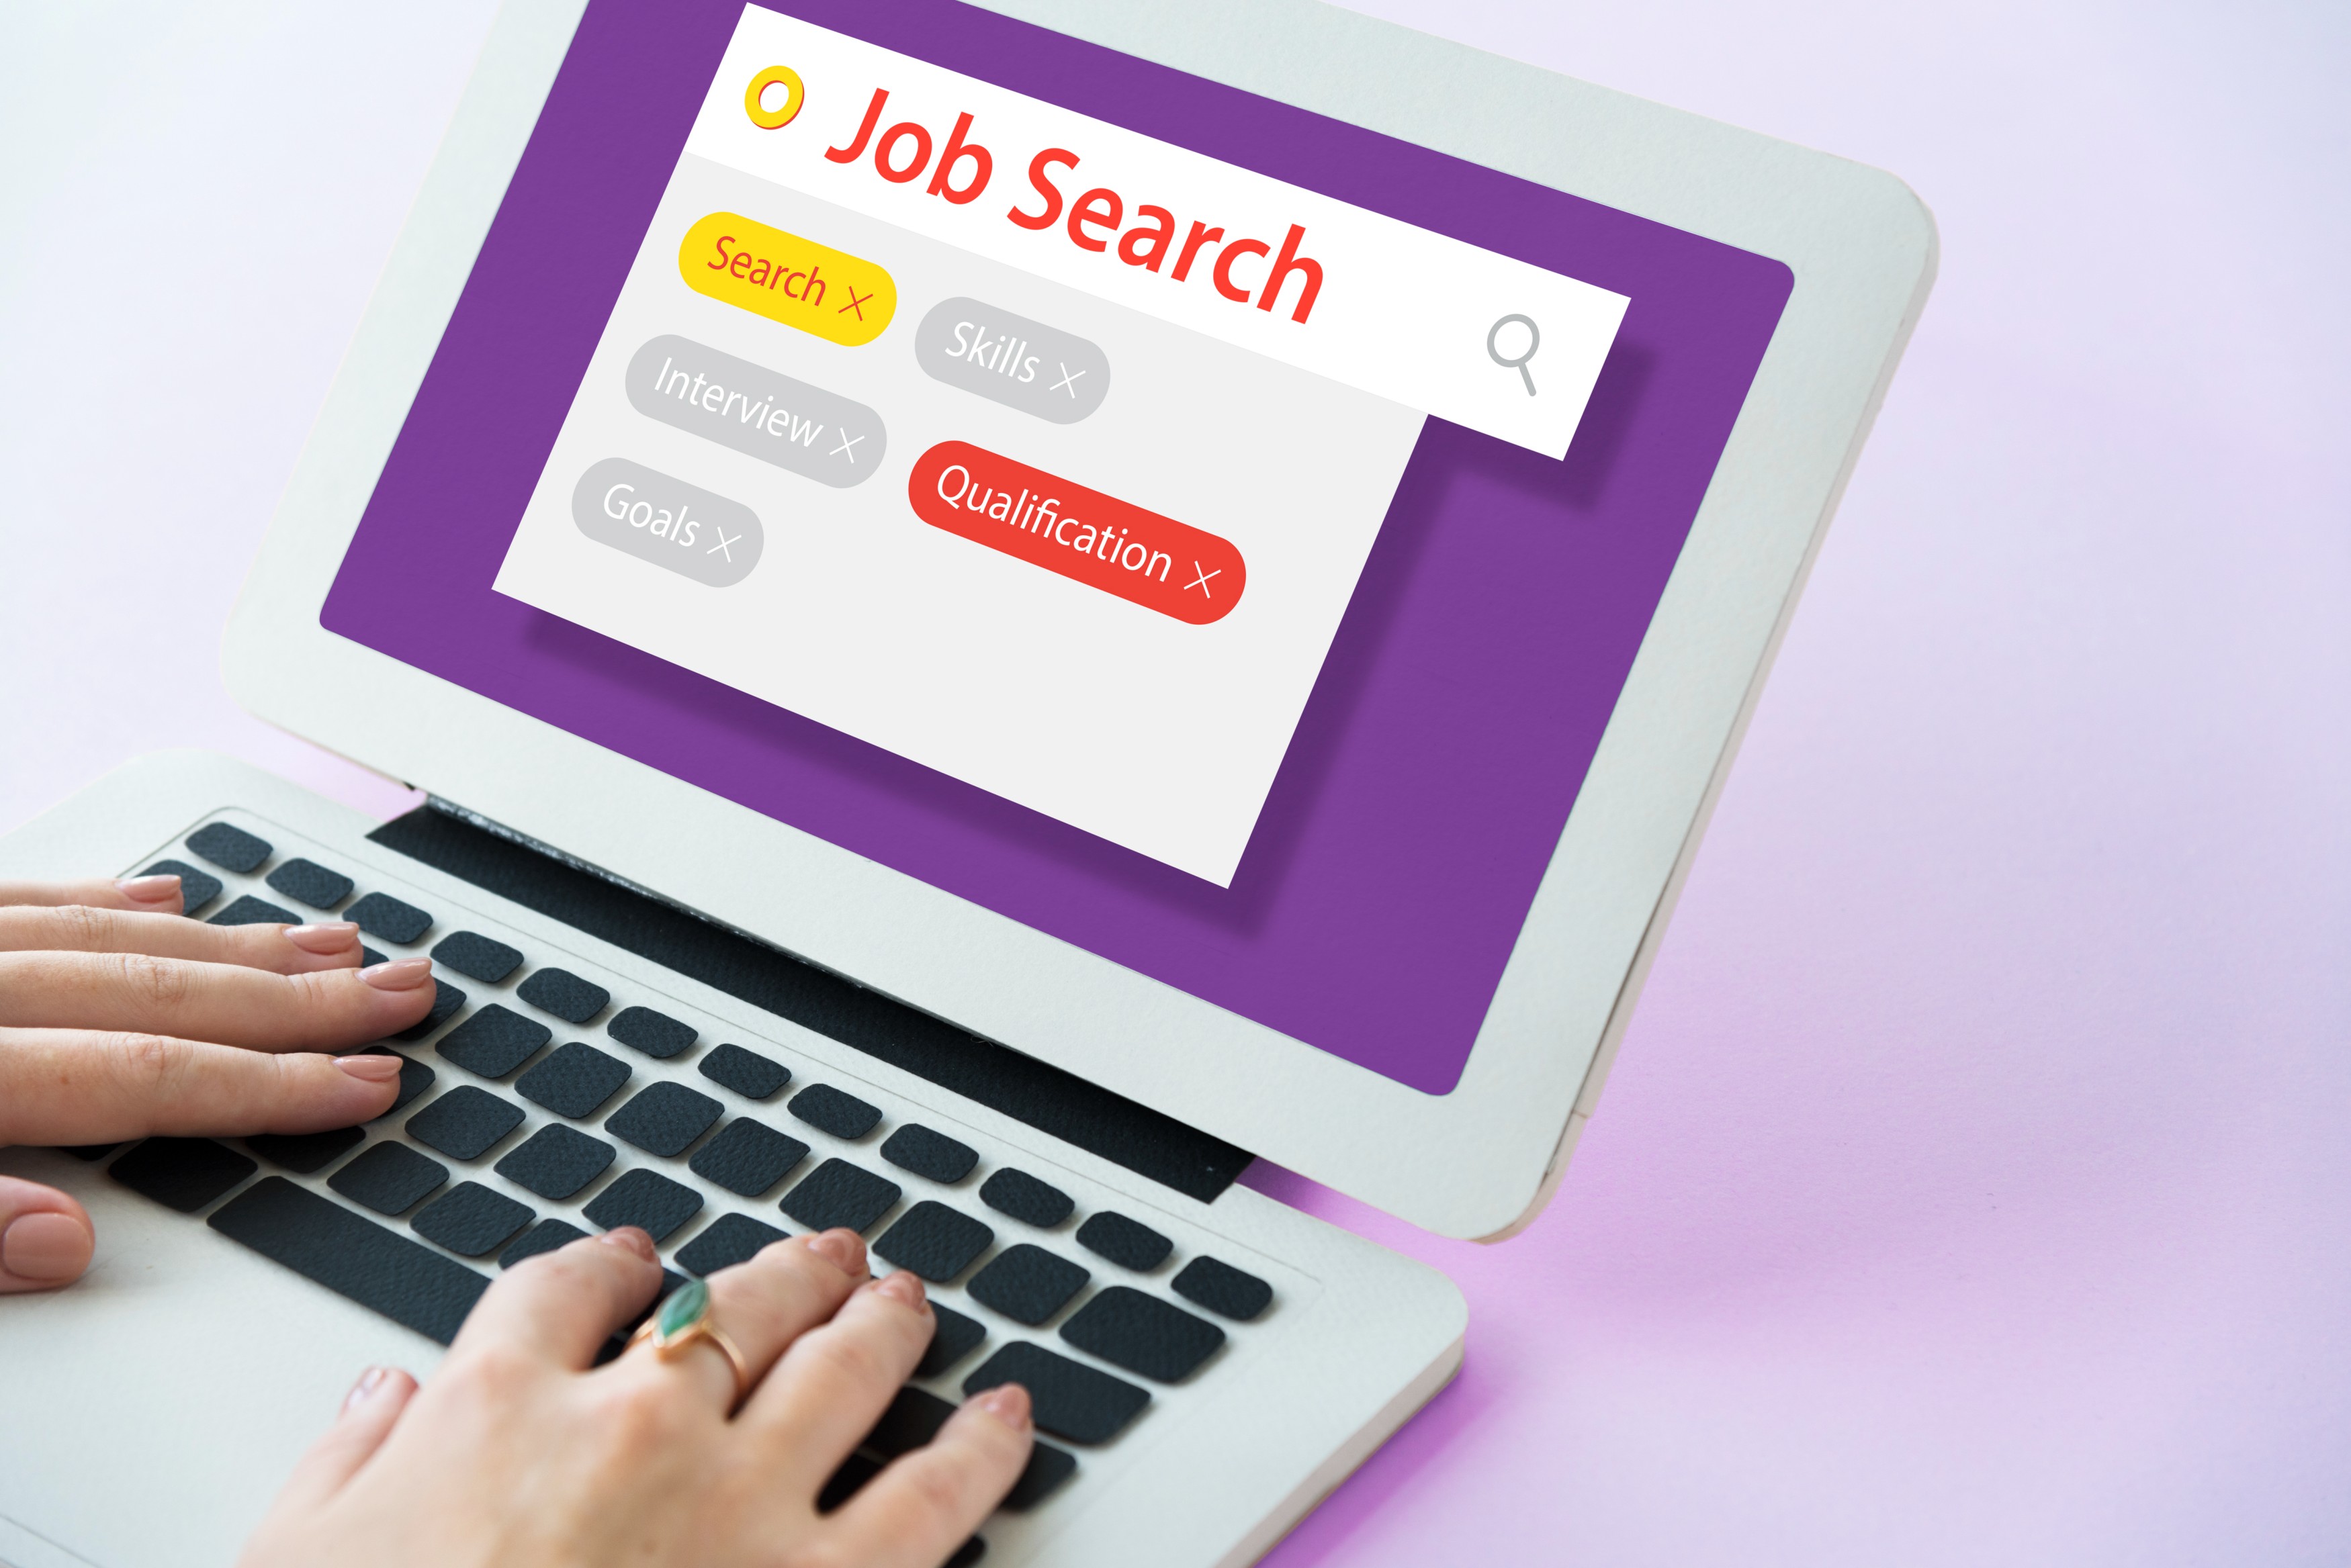 Job Search
Search
Skills
Interview
Qualification
Goals